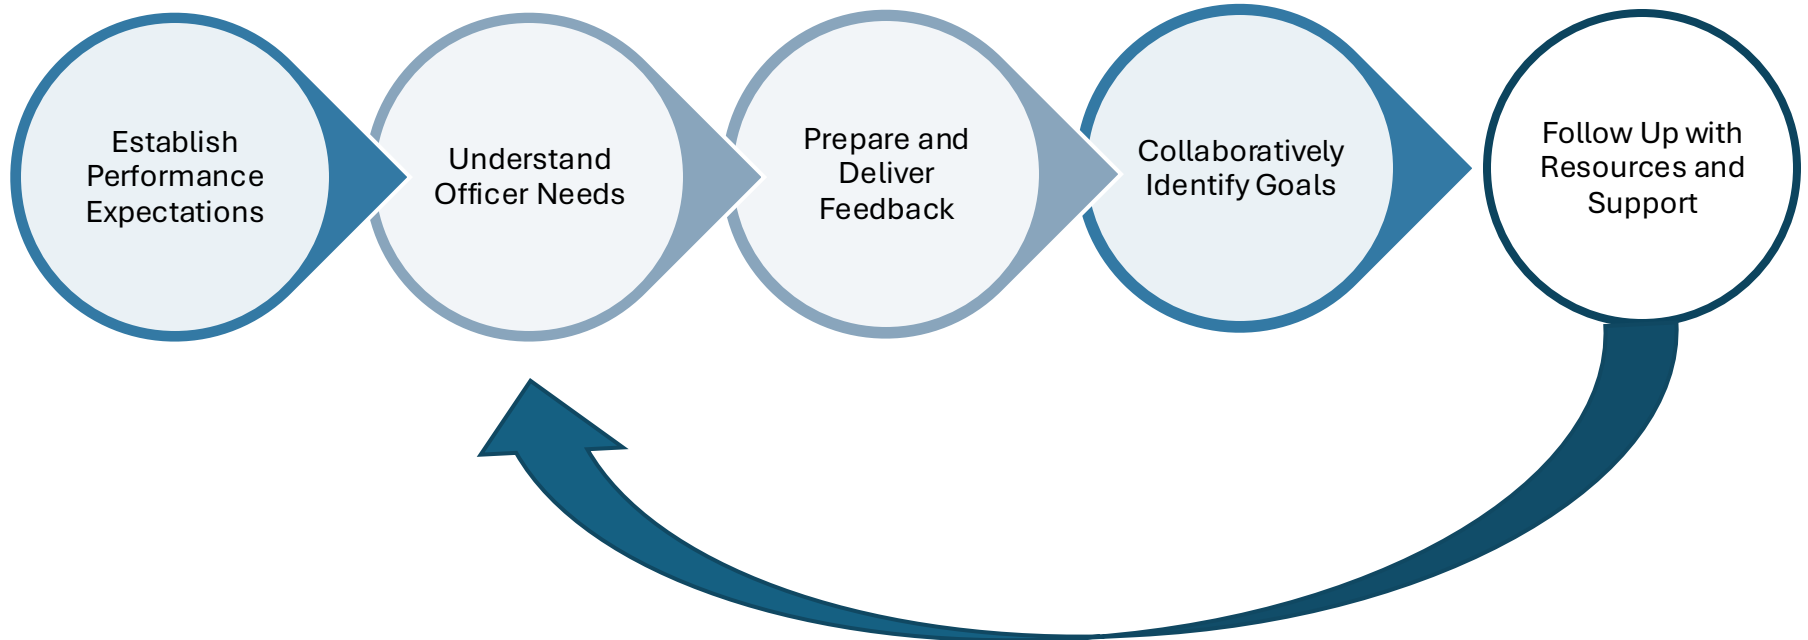 Establish
Performance
Expectations
Understand
Officer Needs
Prepare and
Deliver
Feedback
Collaboratively
Identify Goals
Follow Up with
Resources and
Support